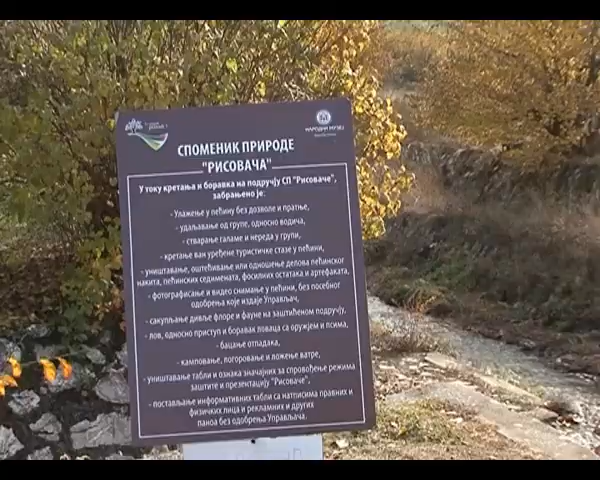 НАРОДНИ МУЗЕЈ
СПОМЕНИК ПРИРОДЕ
"РИСОВАЧА"
У току кретања и боравка на подручју СП "Рисоваче",
забрањено је:
- Улажење у пећину без дозволе и пратње,
- удаљавање од групе, односно водича,
- стварање галаме и нереда у групи,
- кретање ван уређене туристичке стазе у пећини,
- уништавање, оштећивање или одношење делова пећинског
накита, пећинских седимената, фосилних остатака и артефаката,
- фотографисање и видео снимање у пећини, без посебног
одобрења које издаје Управљач,
- сакупљање дивље флоре и фауне на заштићеном подручју,
- лов, односно приступ и боравак ловаца са оружјем и псима,
- бацање отпадака,
- камповање, логоровање и ложење ватре,
- уништавање табли и ознака значајних за спровођење режима
заштите и презентацију "Рисоваче",
- постављање информативних табли са натписима правних и
физичких лица и рекламних и других
паноа без одобрења Управљача.